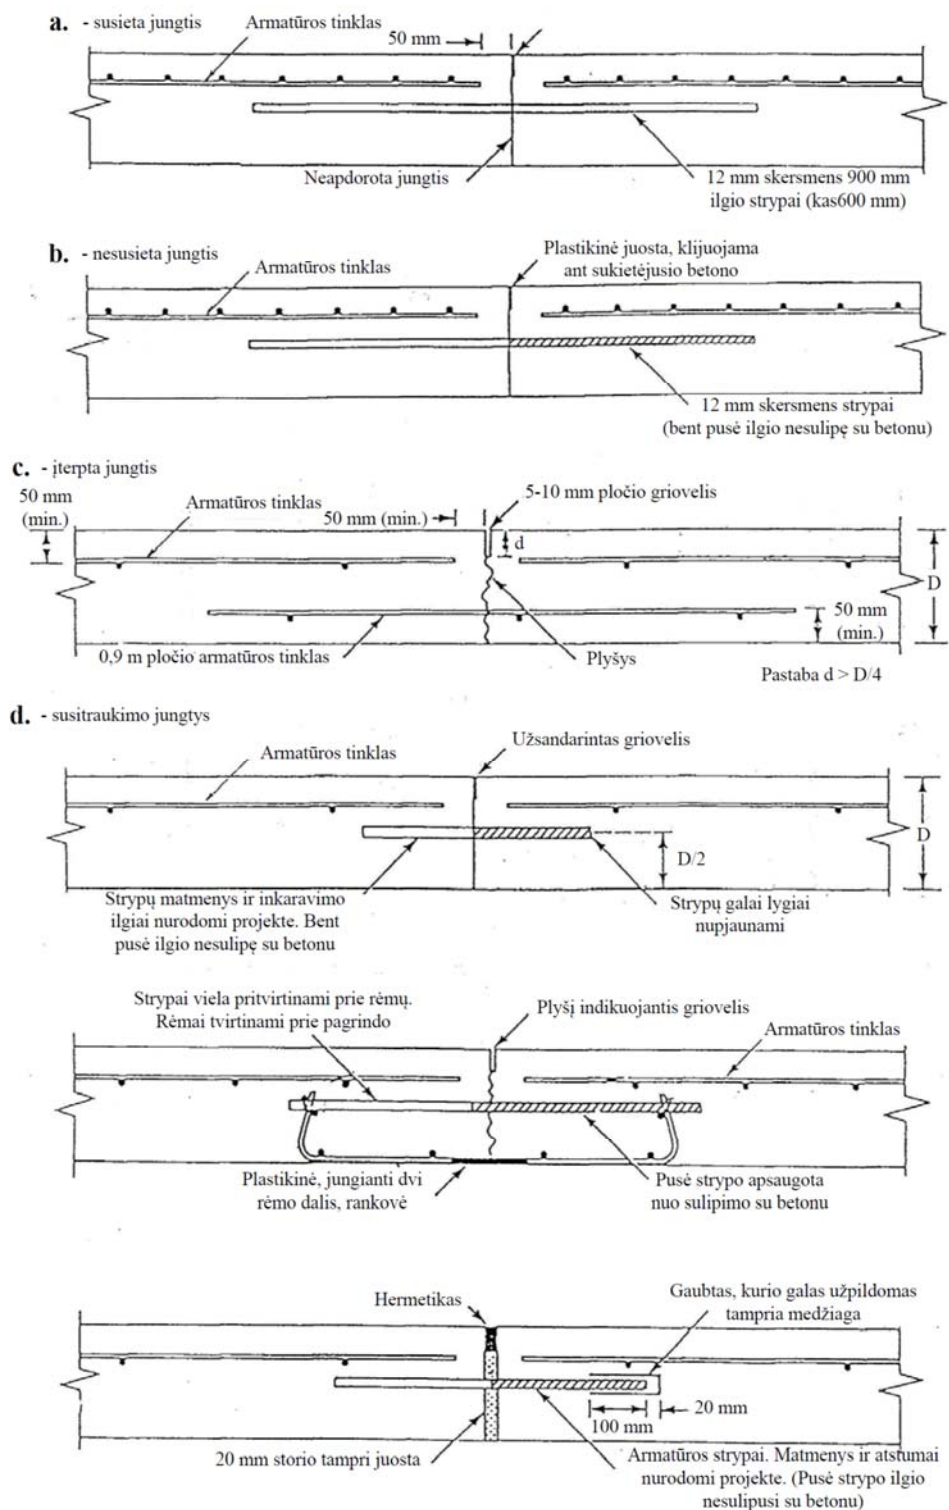 a. - susieta jungtis
Armatūros tinklas
50 mm
Neapdorota jungtis
12 mm skersmens 900 mm
ilgio strypai (kas600 mm)
b. - nesusieta jungtis
Armatūros tinklas
Plastikinė juosta, klijuojama
ant sukietėjusio betono
12 mm skersmens strypai
(bent pusė ilgio nesulipę su betonu)
c. - įterpta jungtis
50 mm
(min.)
Armatūros tinklas
50 mm (min.)
5-10 mm pločio griovelis
d
D
50 mm
(min.)
0,9 m pločio armatūros tinklas
Plyšys
Pastaba d > D/4
d. - susitraukimo jungtys
Armatūros tinklas
Užsandarintas griovelis
D
D/2
Strypų matmenys ir inkaravimo
ilgiai nurodomi projekte. Bent
pusė ilgio nesulipę su betonu
Strypų galai lygiai
nupjaunami
Strypai viela pritvirtinami prie rėmų.
Rėmai tvirtinami prie pagrindo
Plyšį indikuojantis griovelis
Armatūros tinklas
Plastikinė, jungianti dvi
rėmo dalis, rankovė
Pusė strypo apsaugota
nuo sulipimo su betonu
Hermetikas
Gaubtas, kurio galas užpildomas
tampria medžiaga
20 mm
100 mm
20 mm storio tampri juosta
Armatūros strypai. Matmenys ir atstumai
nurodomi projekte. (Pusė strypo ilgio
nesulipusi su betonu)